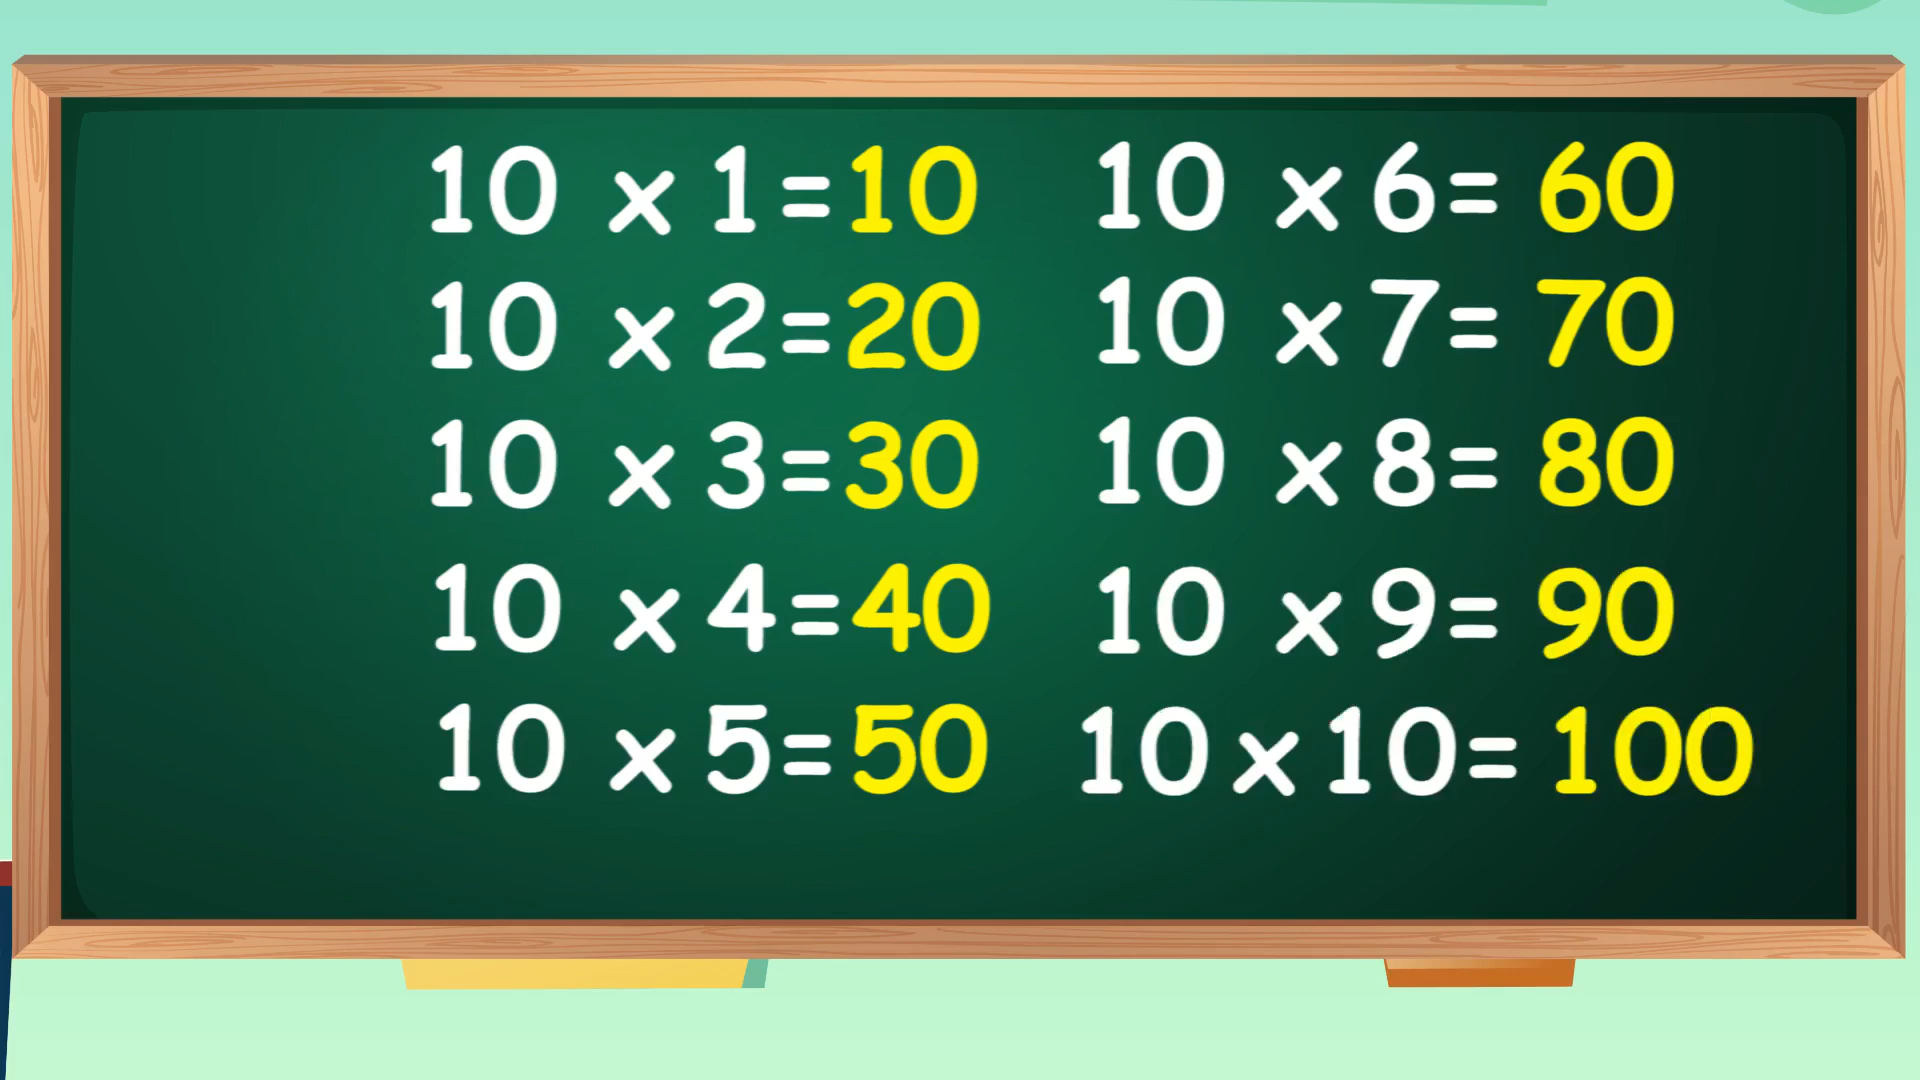 10 x 1=10
10 x 2=20
10 x 3=30
10 x 4=40
10 x 5=50
10 x 6= 60
10 x 7= 70
10 x 8= 80
10 x 9= 90
10 x 10= 100